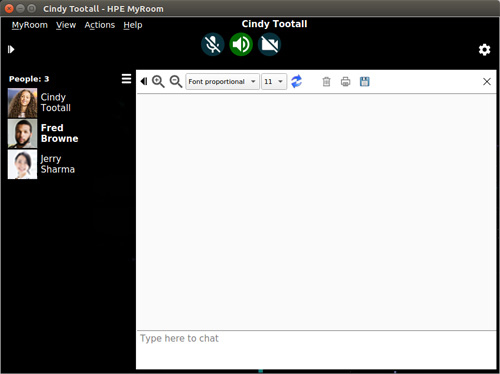 Cindy Tootall - HPE MyRoom
MyRoom View Actions Help
Cindy Tootall
People: 3
Cindy
Tootall
Fred
Browne
Jerry
Sharma
Font proportional 11
Type here to chat